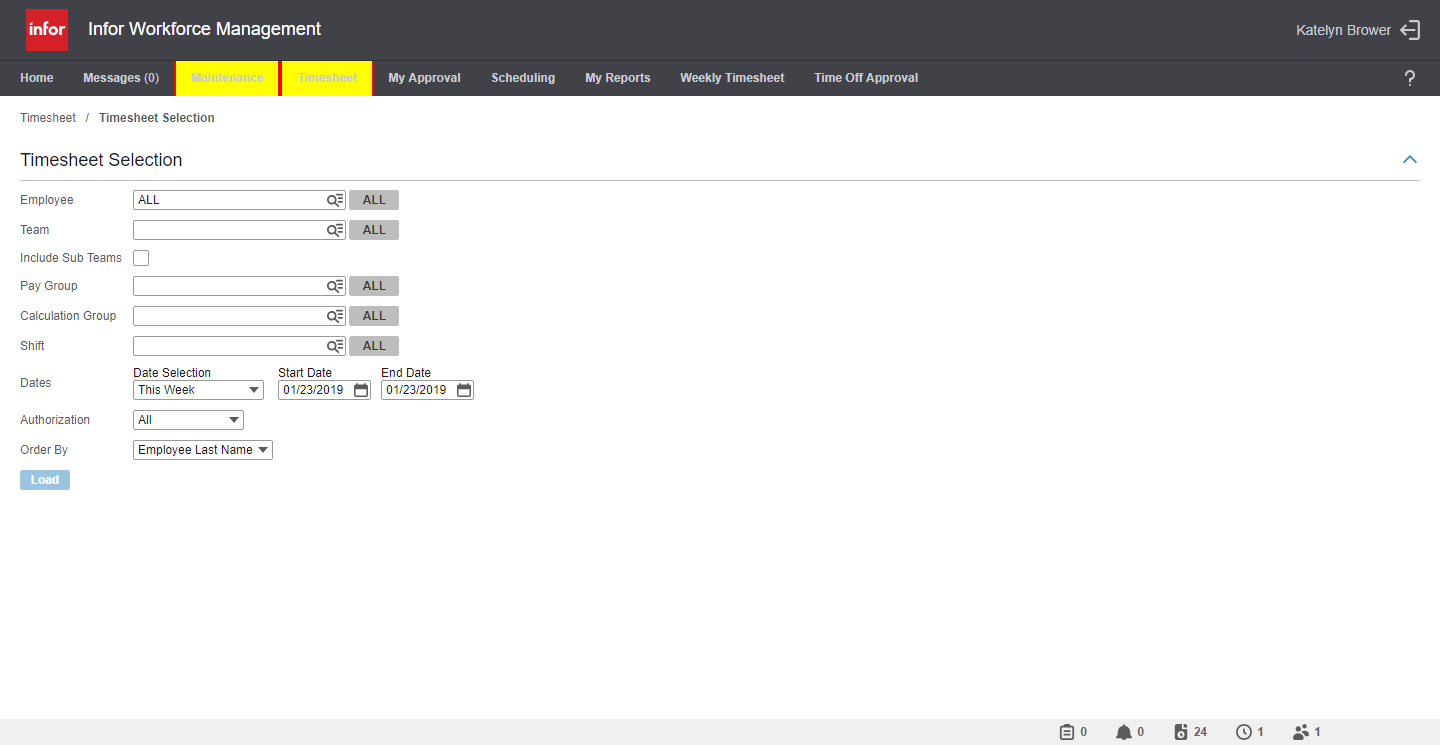 infor Infor Workforce Management Katelyn Brower
Home Messages (0) Maintenance Timesheet My Approval Scheduling My Reports Weekly Timesheet Time Off Approval ?
Timesheet / Timesheet Selection
Timesheet Selection
Employee ALL ALL
Team ALL
Include Sub Teams
Pay Group ALL
Calculation Group ALL
Shift ALL
Date Selection Start Date End Date
Dates This Week 01/23/2019 01/23/2019
Authorization All
Order By Employee Last Name
Load
0 0 24 1 1